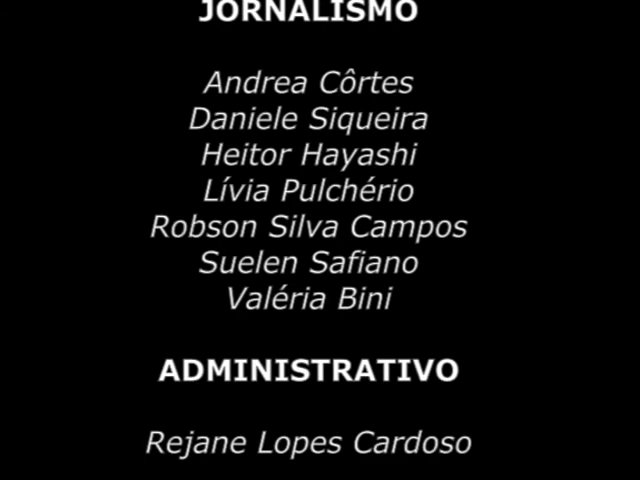 JORNALISMO
Andrea Côrtes
Daniele Siqueira
Heitor Hayashi
Lívia Pulchério
Robson Silva Campos
Suelen Safiano
Valéria Bini
ADMINISTRATIVO
Rejane Lopes Cardoso